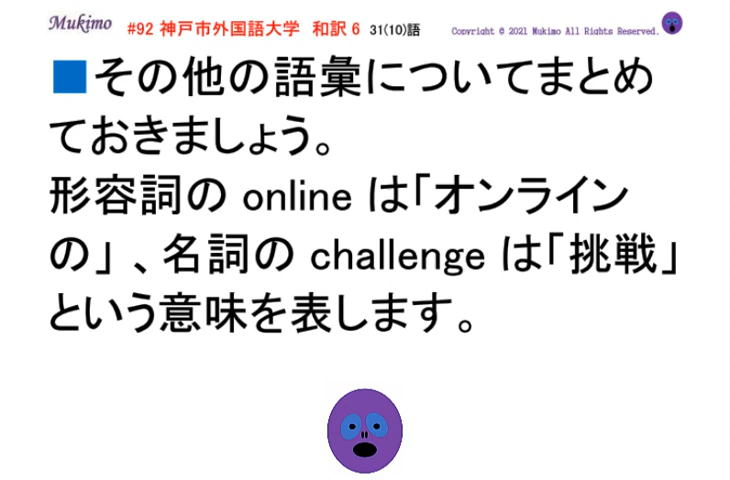 Mukimo #92 神戸市外国語大学 和訳 6 31(10)語 Copyright © 2021 Mukimo All Rights Reserved.
■その他の語彙についてまとめ
ておきましょう。
形容詞の online は「オンライン
の」、名詞の challenge は「挑戦」
という意味を表します。